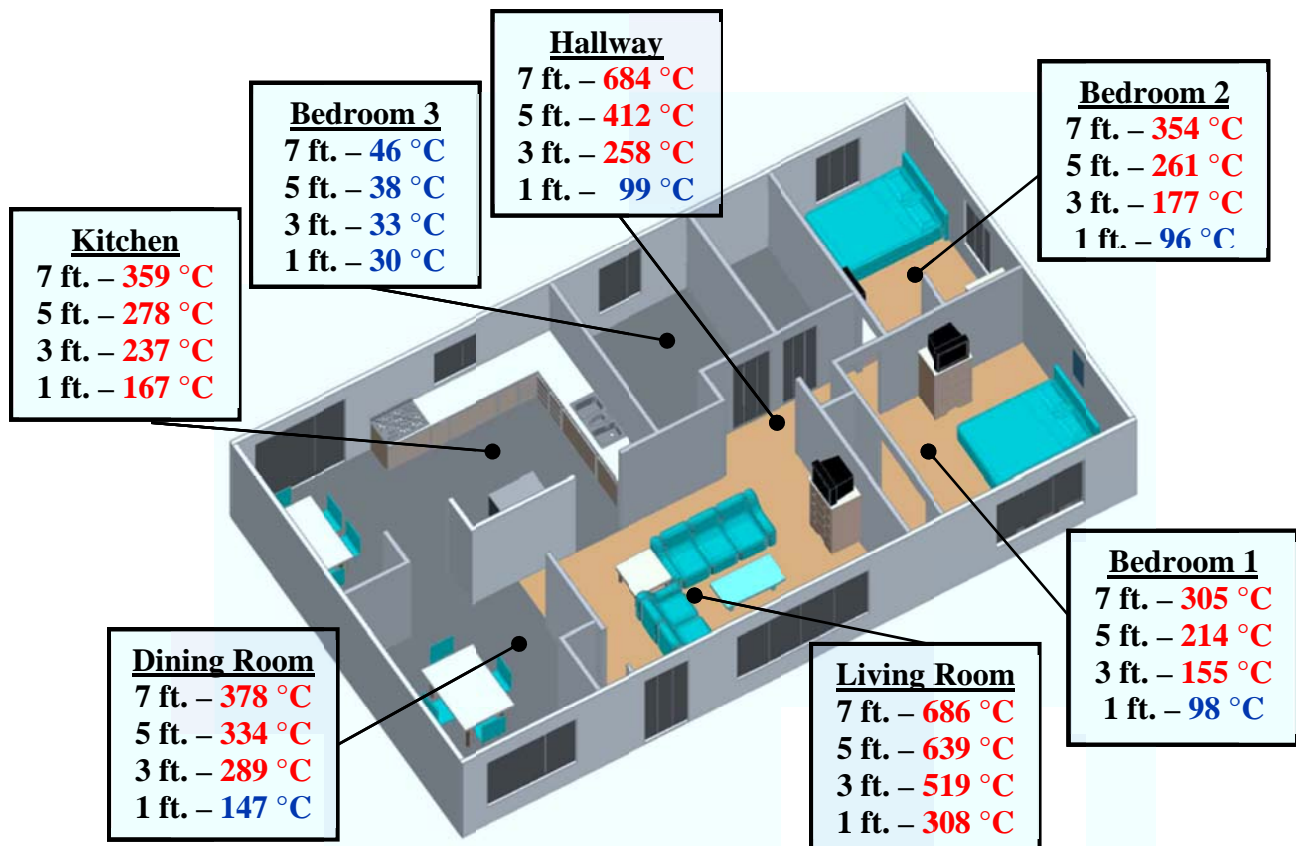 Hallway
7 ft. – 684 °C
5 ft. – 412 °C
3 ft. – 258 °C
1 ft. – 99 °C
Bedroom 3
7 ft. – 46 °C
5 ft. – 38 °C
3 ft. – 33 °C
1 ft. – 30 °C
Bedroom 2
7 ft. – 354 °C
5 ft. – 261 °C
3 ft. – 177 °C
1 ft. – 96 °C
Kitchen
7 ft. – 359 °C
5 ft. – 278 °C
3 ft. – 237 °C
1 ft. – 167 °C
Bedroom 1
7 ft. – 305 °C
5 ft. – 214 °C
3 ft. – 155 °C
1 ft. – 98 °C
Dining Room
7 ft. – 378 °C
5 ft. – 334 °C
3 ft. – 289 °C
1 ft. – 147 °C
Living Room
7 ft. – 686 °C
5 ft. – 639 °C
3 ft. – 519 °C
1 ft. – 308 °C